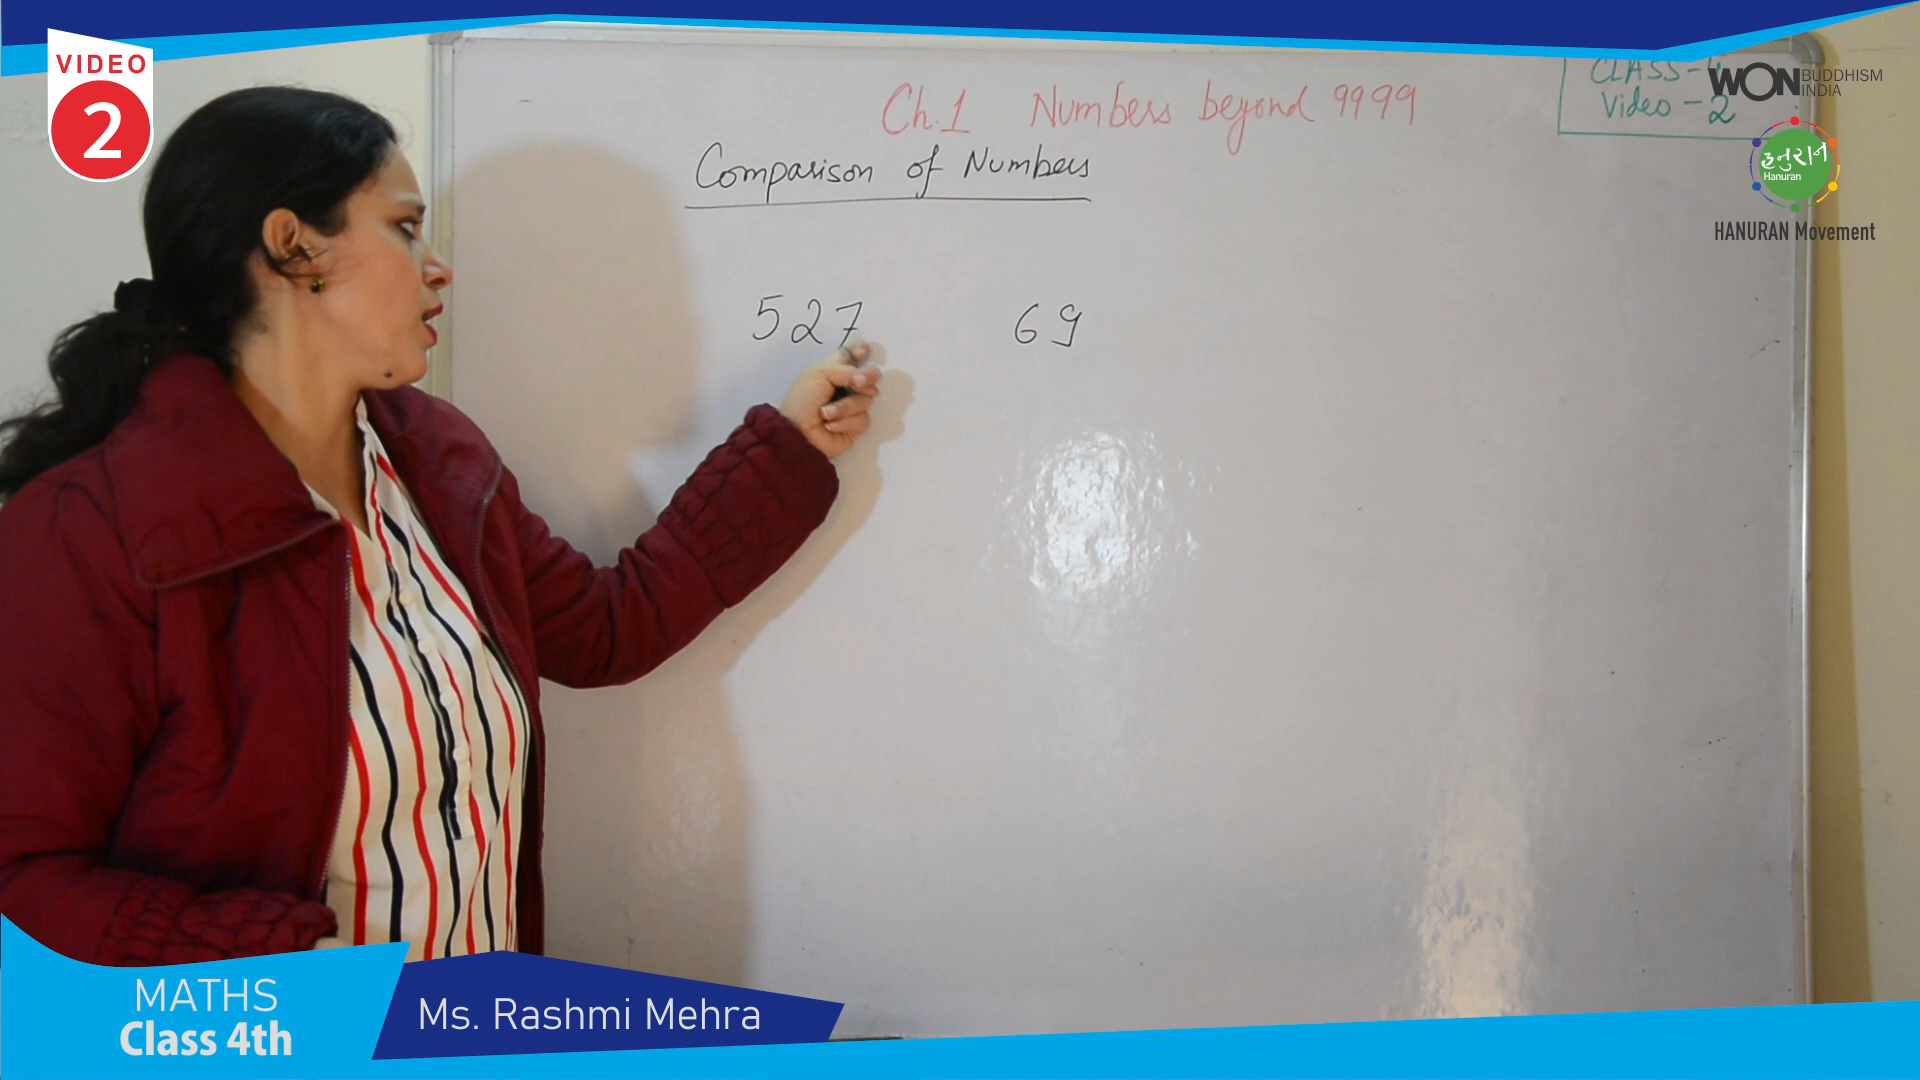 VIDEO
2
CLASS-4
Video - 2
WON BUDDHISM INDIA
Ch.1 Numbers beyond 9999
Comparison of Numbers
હનુરાન
Hanuran
HANURAN Movement
527 69
MATHS
Class 4th
Ms. Rashmi Mehra